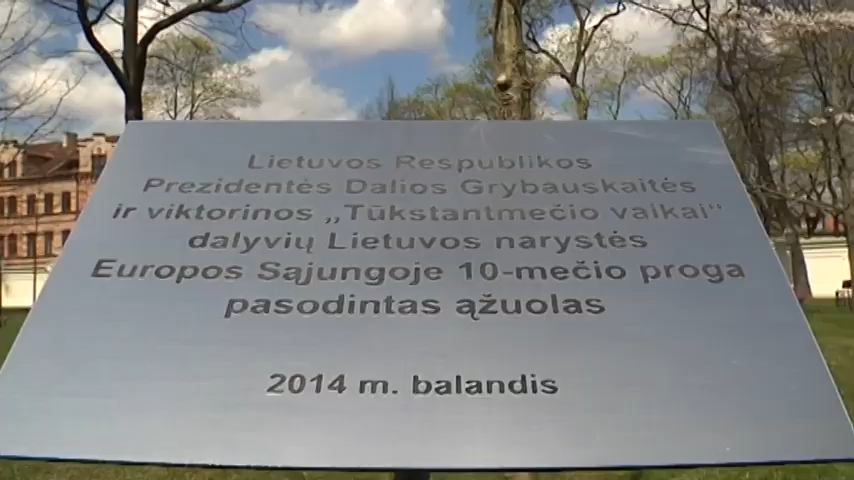 Lietuvos Respublikos
Prezidentės Dalios Grybauskaitės
ir viktorinos „Tūkstantmečio vaikai“
dalyvių Lietuvos narystės
Europos Sąjungoje 10-mečio proga
pasodintas ąžuolas
2014 m. balandis